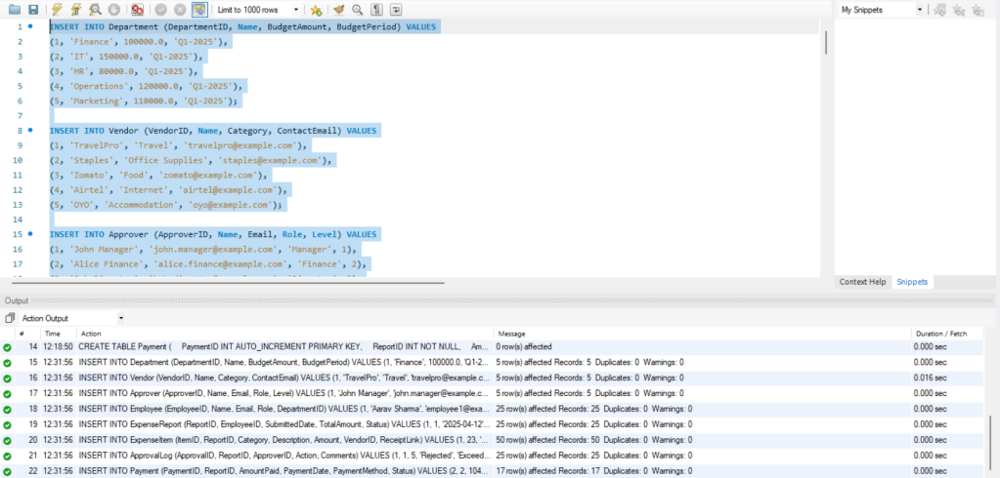 Limit to 1000 rows
My Snippets
1 INSERT INTO Department (DepartmentID, Name, BudgetAmount, BudgetPeriod) VALUES
2 (1, 'Finance', 100000.0, 'Q1-2025'),
3 (2, 'IT', 150000.0, 'Q1-2025'),
4 (3, 'HR', 80000.0, 'Q1-2025'),
5 (4, 'Operations', 120000.0, 'Q1-2025'),
6 (5, 'Marketing', 110000.0, 'Q1-2025');
7
8 INSERT INTO Vendor (VendorID, Name, Category, ContactEmail) VALUES
9 (1, 'TravelPro', 'Travel', 'travelpro@example.com'),
10 (2, 'Staples', 'Office Supplies', 'staples@example.com'),
11 (3, 'Zomato', 'Food', 'zomato@example.com'),
12 (4, 'Airtel', 'Internet', 'airtel@example.com'),
13 (5, 'OYO', 'Accommodation', 'oyo@example.com');
14
15 INSERT INTO Approver (ApproverID, Name, Email, Role, Level) VALUES
16 (1, 'John Manager', 'john.manager@example.com', 'Manager', 1),
17 (2, 'Alice Finance', 'alice.finance@example.com', 'Finance', 2),
Context Help Snippets
Output
Action Output
# Time Action Message Duration / Fetch
14 12:18:50 CREATE TABLE Payment ( PaymentID INT AUTO_INCREMENT PRIMARY KEY, ReportID INT NOT NULL, Am... 0 row(s) affected 0.000 sec
15 12:31:56 INSERT INTO Department (DepartmentID, Name, BudgetAmount, BudgetPeriod) VALUES (1, 'Finance', 100000.0, 'Q1-2... 5 row(s) affected Records: 5 Duplicates: 0 Warnings: 0 0.000 sec
16 12:31:56 INSERT INTO Vendor (VendorID, Name, Category, ContactEmail) VALUES (1, 'TravelPro', 'Travel', 'travelpro@example.c... 5 row(s) affected Records: 5 Duplicates: 0 Warnings: 0 0.016 sec
17 12:31:56 INSERT INTO Approver (ApproverID, Name, Email, Role, Level) VALUES (1, 'John Manager', 'john.manager@example.... 5 row(s) affected Records: 5 Duplicates: 0 Warnings: 0 0.000 sec
18 12:31:56 INSERT INTO Employee (EmployeeID, Name, Email, Role, DepartmentID) VALUES (1, 'Aarav Sharma', 'employee1@exa... 25 row(s) affected Records: 25 Duplicates: 0 Warnings: 0 0.000 sec
19 12:31:56 INSERT INTO ExpenseReport (ReportID, EmployeeID, SubmittedDate, TotalAmount, Status) VALUES (1, 1, '2025-04-12'... 25 row(s) affected Records: 25 Duplicates: 0 Warnings: 0 0.000 sec
20 12:31:56 INSERT INTO ExpenseItem (ItemID, ReportID, Category, Description, Amount, VendorID, ReceiptLink) VALUES (1, 23, '... 50 row(s) affected Records: 50 Duplicates: 0 Warnings: 0 0.000 sec
21 12:31:56 INSERT INTO ApprovalLog (ApprovalID, ReportID, ApproverID, Action, Comments) VALUES (1, 1, 5, 'Rejected', 'Exceed... 25 row(s) affected Records: 25 Duplicates: 0 Warnings: 0 0.000 sec
22 12:31:56 INSERT INTO Payment (PaymentID, ReportID, AmountPaid, PaymentDate, PaymentMethod, Status) VALUES (2, 2, 104... 17 row(s) affected Records: 17 Duplicates: 0 Warnings: 0 0.000 sec